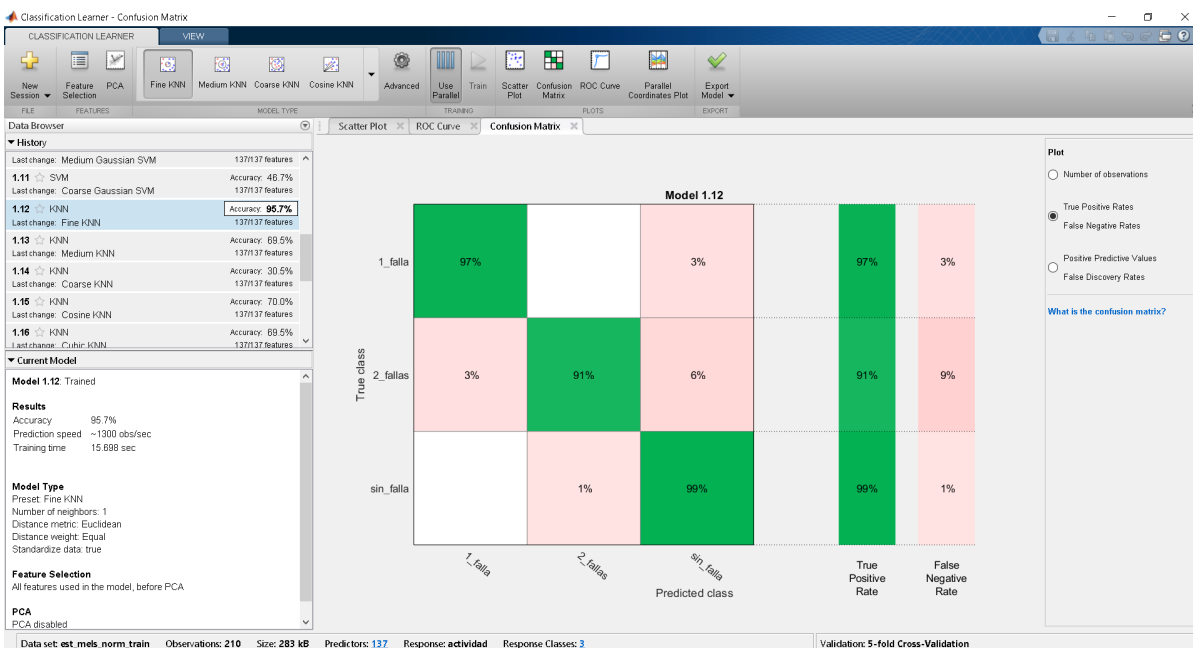 Classification Learner - Confusion Matrix
CLASSIFICATION LEARNER VIEW
New Session
Feature Selection
PCA
Fine KNN
Medium KNN
Coarse KNN
Cosine KNN
Advanced
Use Parallel
Train
Scatter Plot
Confusion Matrix
ROC Curve
Parallel Coordinates Plot
Export Model
FILE FEATURES MODEL TYPE TRAINING PLOTS EXPORT
Data Browser
History
Last change: Medium Gaussian SVM 137/137 features
1.11 SVM Accuracy: 46.7%
Last change: Coarse Gaussian SVM 137/137 features
1.12 KNN Accuracy: 95.7%
Last change: Fine KNN 137/137 features
1.13 KNN Accuracy: 69.5%
Last change: Medium KNN 137/137 features
1.14 KNN Accuracy: 30.5%
Last change: Coarse KNN 137/137 features
1.15 KNN Accuracy: 70.0%
Last change: Cosine KNN 137/137 features
1.16 KNN Accuracy: 69.5%
Last change: Cubic KNN 137/137 features
Current Model
Model 1.12: Trained
Results
Accuracy 95.7%
Prediction speed ~1300 obs/sec
Training time 15.698 sec
Model Type
Preset: Fine KNN
Number of neighbors: 1
Distance metric: Euclidean
Distance weight: Equal
Standardize data: true
Feature Selection
All features used in the model, before PCA
PCA
PCA disabled
Scatter Plot ROC Curve Confusion Matrix
Model 1.12
True class
1_falla 97% 3% 97% 3%
2_fallas 3% 91% 6% 91% 9%
sin_falla 1% 99% 99% 1%
1_falla 2_fallas sin_falla
Predicted class
True Positive Rate
False Negative Rate
Plot
Number of observations
True Positive Rates
False Negative Rates
Positive Predictive Values
False Discovery Rates
What is the confusion matrix?
Data set: est_mels_norm_train Observations: 210 Size: 283 kB Predictors: 137 Response: actividad Response Classes: 3 Validation: 5-fold Cross-Validation